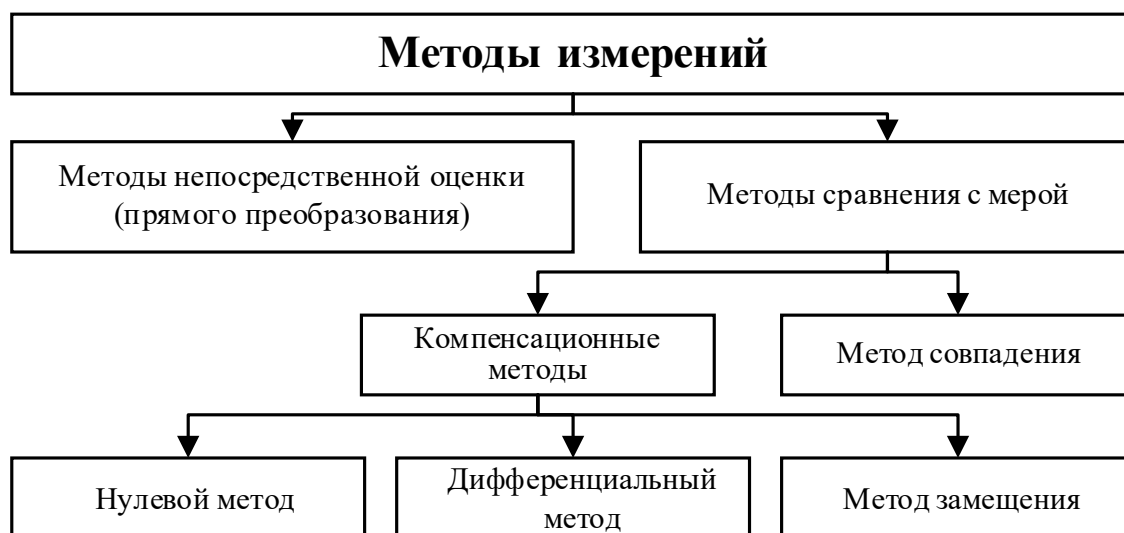 Методы измерений
Методы непосредственной оценки
(прямого преобразования)
Методы сравнения с мерой
Компенсационные
методы
Метод совпадения
Нулевой метод
Дифференциальный
метод
Метод замещения